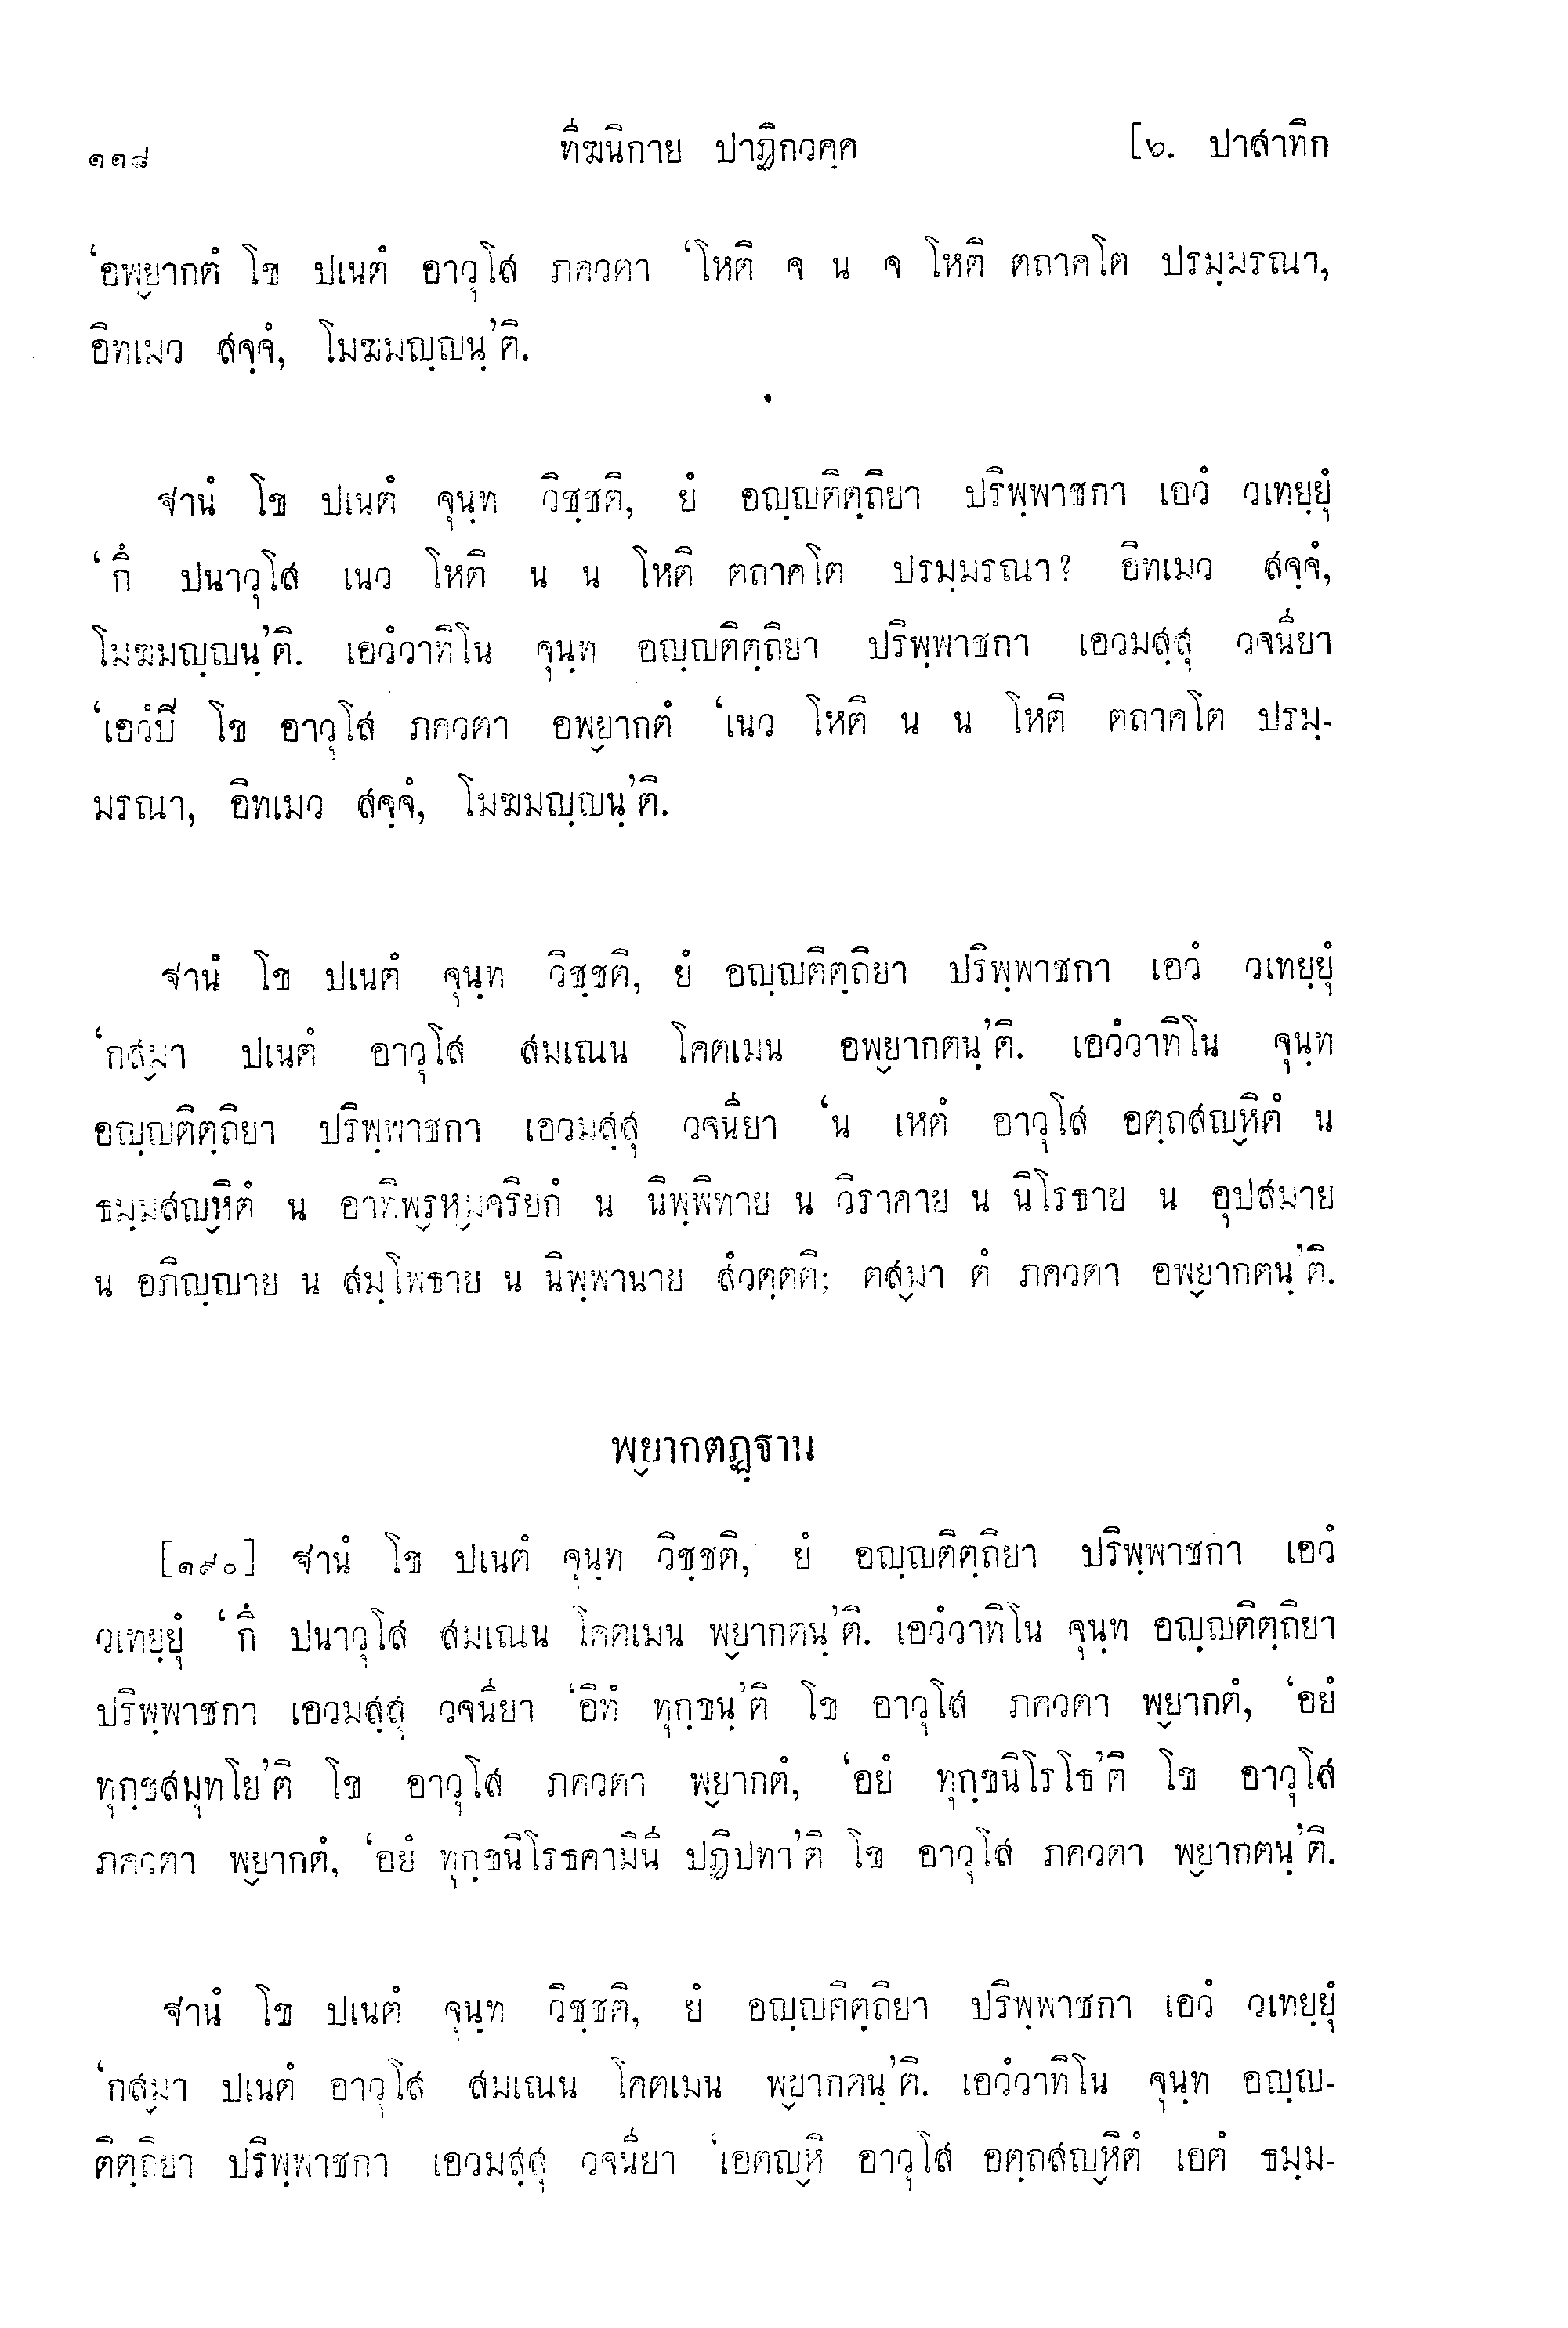 ๑๑๘ ทีฆนิกาย ปาฏิกวคฺค [๖. ปาสาทิก
‘อพฺยากตํ โข ปเนตํ อาวุโส ภควตา ‘โหติ จ น จ โหติ ตถาคโต ปรมฺมรณา,
อิทเมว สจฺจํ, โมฆมญฺญนฺ’ติ.
ฐานํ โข ปเนตํ จุนฺท วิชฺชติ, ยํ อญฺญติตฺถิยา ปริพฺพาชกา เอวํ วเทยฺยุํ
‘กึ ปนาวุโส เนว โหติ น น โหติ ตถาคโต ปรมฺมรณา? อิทเมว สจฺจํ,
โมฆมญฺญนฺ’ติ. เอวํวาทิโน จุนฺท อญฺญติตฺถิยา ปริพฺพาชกา เอวมสฺสุ วจนียา
‘เอวํปี โข อาวุโส ภควตา อพฺยากตํ ‘เนว โหติ น น โหติ ตถาคโต ปรมฺ-
มรณา, อิทเมว สจฺจํ, โมฆมญฺญนฺ’ติ.
ฐานํ โข ปเนตํ จุนฺท วิชฺชติ, ยํ อญฺญติตฺถิยา ปริพฺพาชกา เอวํ วเทยฺยุํ
‘กสฺมา ปเนตํ อาวุโส สมเณน โคตเมน อพฺยากตนฺ’ติ. เอวํวาทิโน จุนฺท
อญฺญติตฺถิยา ปริพฺพาชกา เอวมสฺสุ วจนียา ‘น เหตํ อาวุโส อตฺถสญฺหิตํ น
ธมฺมสญฺหิตํ น อาทิพฺรหฺมจริยกํ น นิพฺพิทาย น วิราคาย น นิโรธาย น อุปสมาย
น อภิญฺญาย น สมฺโพธาย น นิพฺพานาย สํวตฺตติ; ตสฺมา ตํ ภควตา อพฺยากตนฺ’ติ.
พฺยากตฏฺฐาน
[๑๙๐] ฐานํ โข ปเนตํ จุนฺท วิชฺชติ, ยํ อญฺญติตฺถิยา ปริพฺพาชกา เอวํ
วเทยฺยุํ ‘กึ ปนาวุโส สมเณน โคตเมน พฺยากตนฺ’ติ. เอวํวาทิโน จุนฺท อญฺญติตฺถิยา
ปริพฺพาชกา เอวมสฺสุ วจนียา ‘อิทํ ทุกฺขนฺ’ติ โข อาวุโส ภควตา พฺยากตํ, ‘อยํ
ทุกฺขสมุทโย’ติ โข อาวุโส ภควตา พฺยากตํ, ‘อยํ ทุกฺขนิโรโธ’ติ โข อาวุโส
ภควตา พฺยากตํ, ‘อยํ ทุกฺขนิโรธคามินี ปฏิปทา’ติ โข อาวุโส ภควตา พฺยากตนฺ’ติ.
ฐานํ โข ปเนตํ จุนฺท วิชฺชติ, ยํ อญฺญติตฺถิยา ปริพฺพาชกา เอวํ วเทยฺยุํ
‘กสฺมา ปเนตํ อาวุโส สมเณน โคตเมน พฺยากตนฺ’ติ. เอวํวาทิโน จุนฺท อญฺญ-
ติตฺถิยา ปริพฺพาชกา เอวมสฺสุ วจนียา ‘เอตญฺหิ อาวุโส อตฺถสญฺหิตํ เอตํ ธมฺม-